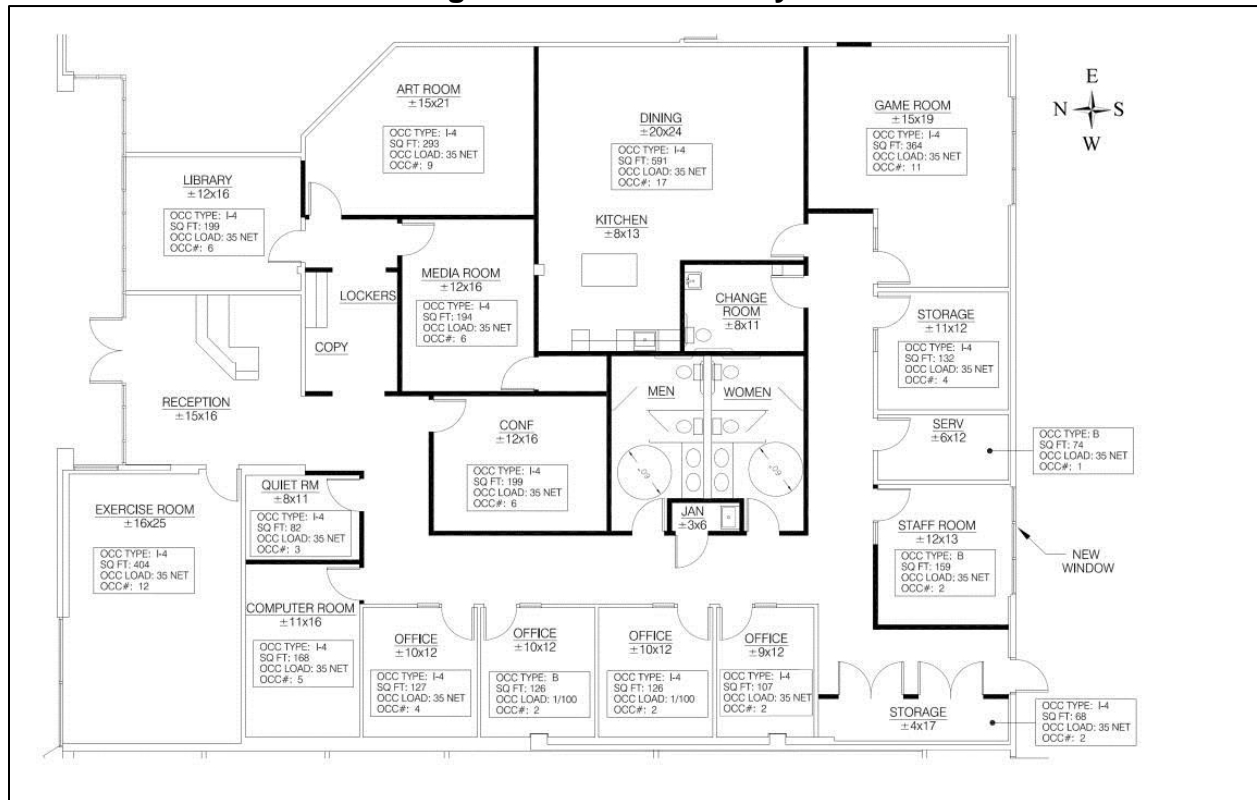 ART ROOM
±15x21
OCC TYPE: I-4
SQ FT: 293
OCC LOAD: 35 NET
OCC#: 9
DINING
±20x24
OCC TYPE: I-4
SQ FT: 591
OCC LOAD: 35 NET
OCC#: 17
GAME ROOM
±15x19
OCC TYPE: I-4
SQ FT: 364
OCC LOAD: 35 NET
OCC#: 11
E
N S
W
LIBRARY
±12x16
OCC TYPE: I-4
SQ FT: 199
OCC LOAD: 35 NET
OCC#: 6
KITCHEN
±8x13
MEDIA ROOM
±12x16
OCC TYPE: I-4
SQ FT: 194
OCC LOAD: 35 NET
OCC#: 6
LOCKERS
COPY
CHANGE
ROOM
±8x11
STORAGE
±11x12
OCC TYPE: I-4
SQ FT: 132
OCC LOAD: 35 NET
OCC#: 4
RECEPTION
±15x16
MEN
WOMEN
60"
60"
CONF
±12x16
OCC TYPE: I-4
SQ FT: 199
OCC LOAD: 35 NET
OCC#: 6
SERV
±6x12
OCC TYPE: B
SQ FT: 74
OCC LOAD: 35 NET
OCC#: 1
EXERCISE ROOM
±16x25
OCC TYPE: I-4
SQ FT: 404
OCC LOAD: 35 NET
OCC#: 12
QUIET RM
±8x11
OCC TYPE: I-4
SQ FT: 82
OCC LOAD: 35 NET
OCC#: 3
JAN
±3x6
STAFF ROOM
±12x13
OCC TYPE: B
SQ FT: 159
OCC LOAD: 35 NET
OCC#: 2
NEW
WINDOW
COMPUTER ROOM
±11x16
OCC TYPE: I-4
SQ FT: 168
OCC LOAD: 35 NET
OCC#: 5
OFFICE
±10x12
OCC TYPE: I-4
SQ FT: 127
OCC LOAD: 35 NET
OCC#: 4
OFFICE
±10x12
OCC TYPE: B
SQ FT: 126
OCC LOAD: 1/100
OCC#: 2
OFFICE
±10x12
OCC TYPE: I-4
SQ FT: 126
OCC LOAD: 1/100
OCC#: 2
OFFICE
±9x12
OCC TYPE: I-4
SQ FT: 107
OCC LOAD: 35 NET
OCC#: 2
STORAGE
±4x17
OCC TYPE: I-4
SQ FT: 68
OCC LOAD: 35 NET
OCC#: 2